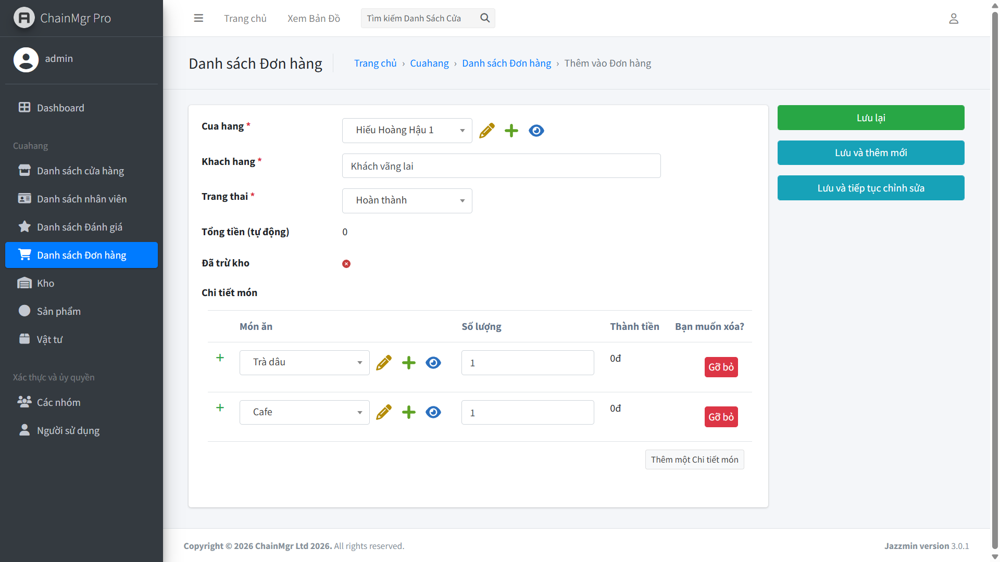 ChainMgr Pro
Trang chủ
Xem Bản Đồ
Tìm kiếm Danh Sách Cửa
admin
Danh sách Đơn hàng
Trang chủ › Cuahang › Danh sách Đơn hàng › Thêm vào Đơn hàng
Dashboard
Cuahang
Danh sách cửa hàng
Danh sách nhân viên
Danh sách Đánh giá
Danh sách Đơn hàng
Kho
Sản phẩm
Vật tư
Xác thực và ủy quyền
Các nhóm
Người sử dụng
Cua hang *
Hiếu Hoàng Hậu 1
Khach hang *
Khách vãng lai
Trang thai *
Hoàn thành
Tổng tiền (tự động)
0
Đã trừ kho
Chi tiết món
Món ăn
Số lượng
Thành tiền
Bạn muốn xóa?
Trà dâu
1
0đ
Gỡ bỏ
Cafe
1
0đ
Gỡ bỏ
Thêm một Chi tiết món
Lưu lại
Lưu và thêm mới
Lưu và tiếp tục chỉnh sửa
Copyright © 2026 ChainMgr Ltd 2026. All rights reserved.
Jazzmin version 3.0.1